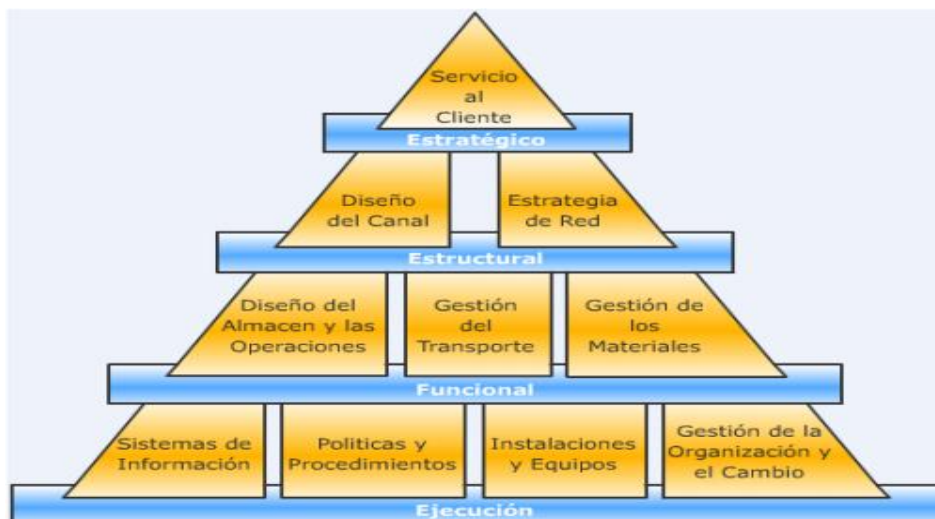 Servicio
al
Cliente
Estratégico
Diseño
del Canal
Estrategia
de Red
Estructural
Diseño del
Almacen y las
Operaciones
Gestión
del
Transporte
Gestión de
los
Materiales
Funcional
Sistemas de
Información
Politicas y
Procedimientos
Instalaciones
y Equipos
Gestión de la
Organización y
el Cambio
Ejecución